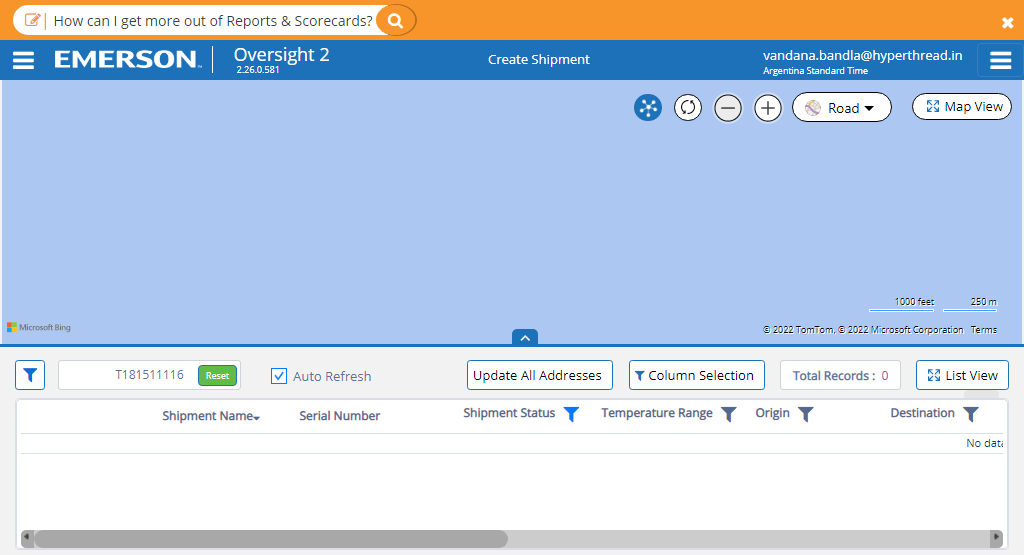 How can I get more out of Reports & Scorecards?
EMERSON™ Oversight 2 Create Shipment vandana.bandla@hyperthread.in
2.26.0.581 Argentina Standard Time
Road Map View
1000 feet 250 m
Microsoft Bing © 2022 TomTom, © 2022 Microsoft Corporation Terms
T181511116 Reset Auto Refresh Update All Addresses Column Selection Total Records : 0 List View
Shipment Name Serial Number Shipment Status Temperature Range Origin Destination
No data